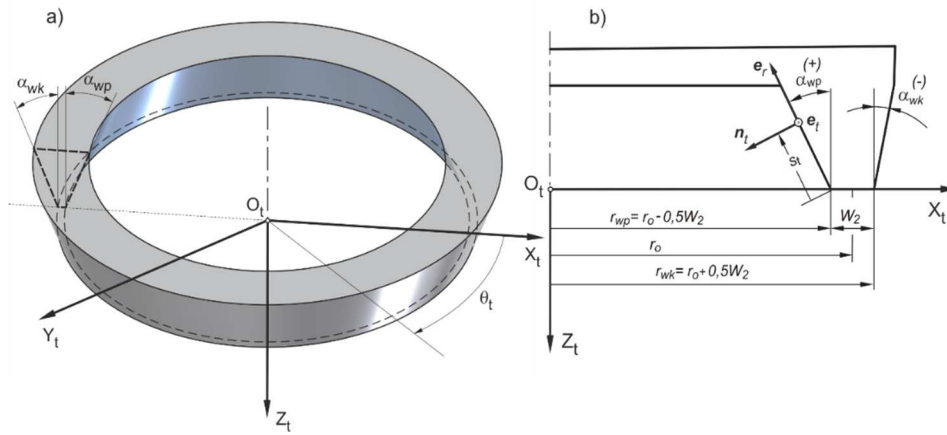 a)
α_wk
α_wp
O_t
X_t
θ_t
Y_t
Z_t
b)
e_r
(+)
α_wp
(-)
α_wk
n_t
e_t
s_t
O_t
X_t
r_wp= r_o-0,5W_2
W_2
r_o
r_wk= r_o+0,5W_2
Z_t